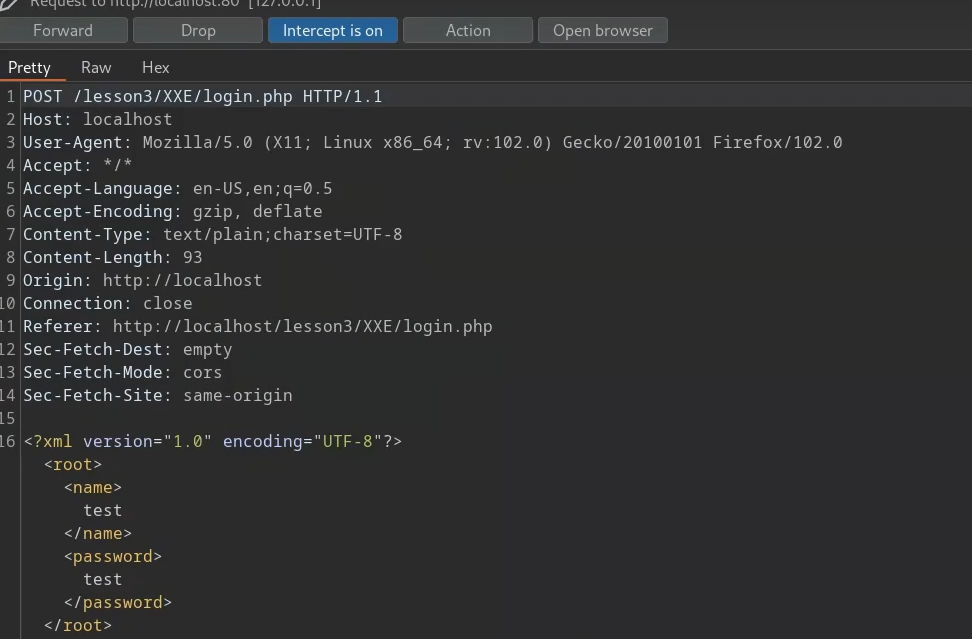 Request to http://localhost:80 [127.0.0.1]
Forward Drop Intercept is on Action Open browser
Pretty Raw Hex
1 POST /lesson3/XXE/login.php HTTP/1.1
2 Host: localhost
3 User-Agent: Mozilla/5.0 (X11; Linux x86_64; rv:102.0) Gecko/20100101 Firefox/102.0
4 Accept: */*
5 Accept-Language: en-US,en;q=0.5
6 Accept-Encoding: gzip, deflate
7 Content-Type: text/plain;charset=UTF-8
8 Content-Length: 93
9 Origin: http://localhost
10 Connection: close
11 Referer: http://localhost/lesson3/XXE/login.php
12 Sec-Fetch-Dest: empty
13 Sec-Fetch-Mode: cors
14 Sec-Fetch-Site: same-origin
15
16 <?xml version="1.0" encoding="UTF-8"?>
<root>
<name>
test
</name>
<password>
test
</password>
</root>